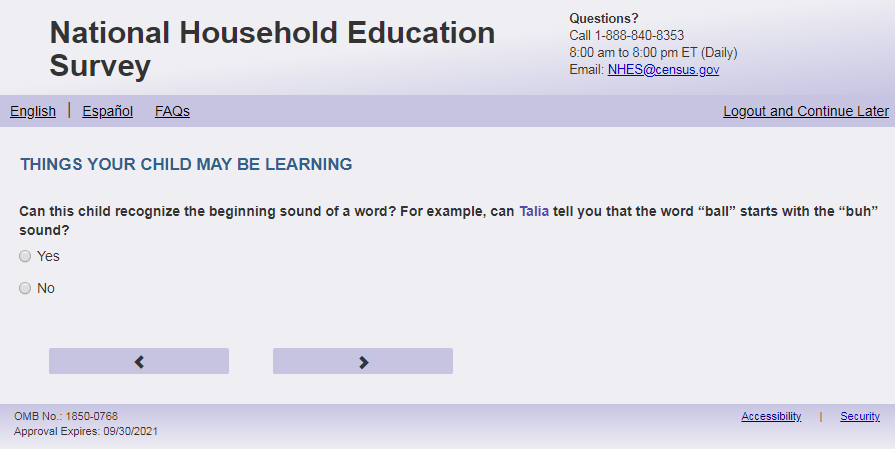 National Household Education
Survey
Questions?
Call 1-888-840-8353
8:00 am to 8:00 pm ET (Daily)
Email: NHES@census.gov
English | Español FAQs Logout and Continue Later
THINGS YOUR CHILD MAY BE LEARNING
Can this child recognize the beginning sound of a word? For example, can Talia tell you that the word “ball” starts with the “buh”
sound?
Yes
No
OMB No.: 1850-0768
Approval Expires: 09/30/2021
Accessibility | Security